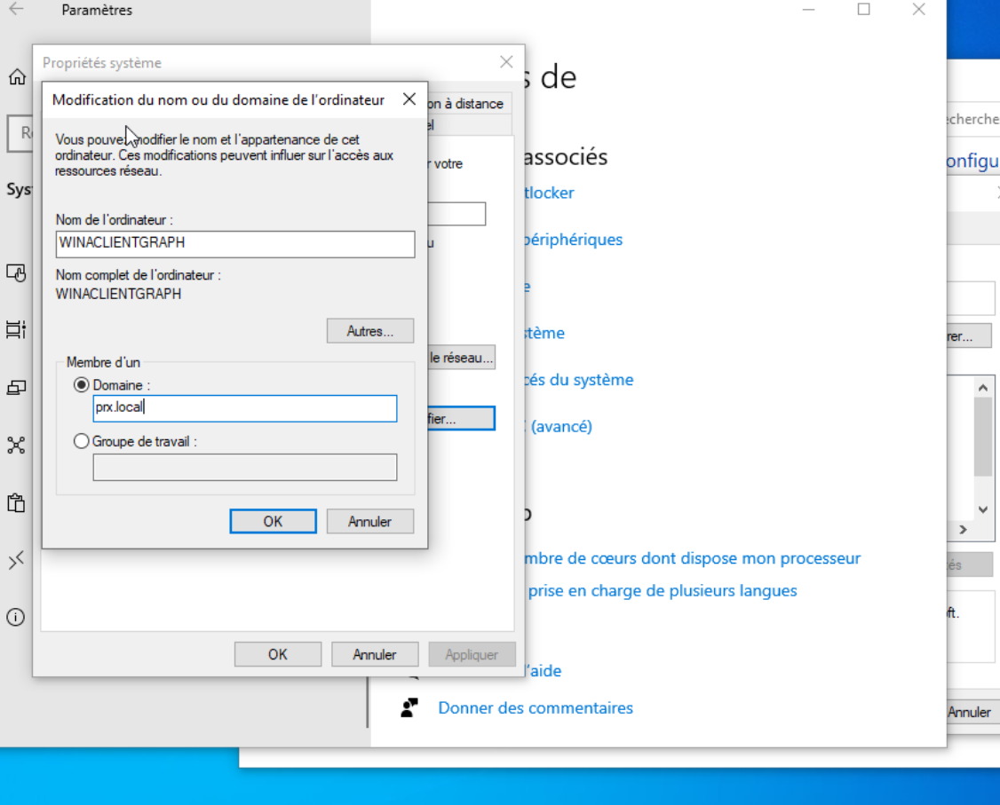 Paramètres
Propriétés système
Modification du nom ou du domaine de l'ordinateur
Vous pouvez modifier le nom et l'appartenance de cet
ordinateur. Ces modifications peuvent influer sur l'accès aux
ressources réseau.
Nom de l'ordinateur :
WINACLIENTGRAPH
Nom complet de l'ordinateur :
WINACLIENTGRAPH
Autres...
Membre d'un
Domaine :
prx.local
Groupe de travail :
OK
Annuler
on à distance
el
r votre
u
le réseau...
fier...
OK
Annuler
Appliquer
Sys
s de
associés
tlocker
périphériques
e
stème
cés du système
(avancé)
mbre de cœurs dont dispose mon processeur
prise en charge de plusieurs langues
l'aide
Donner des commentaires
echerche
onfigu
rer...
és
ft.
Annuler